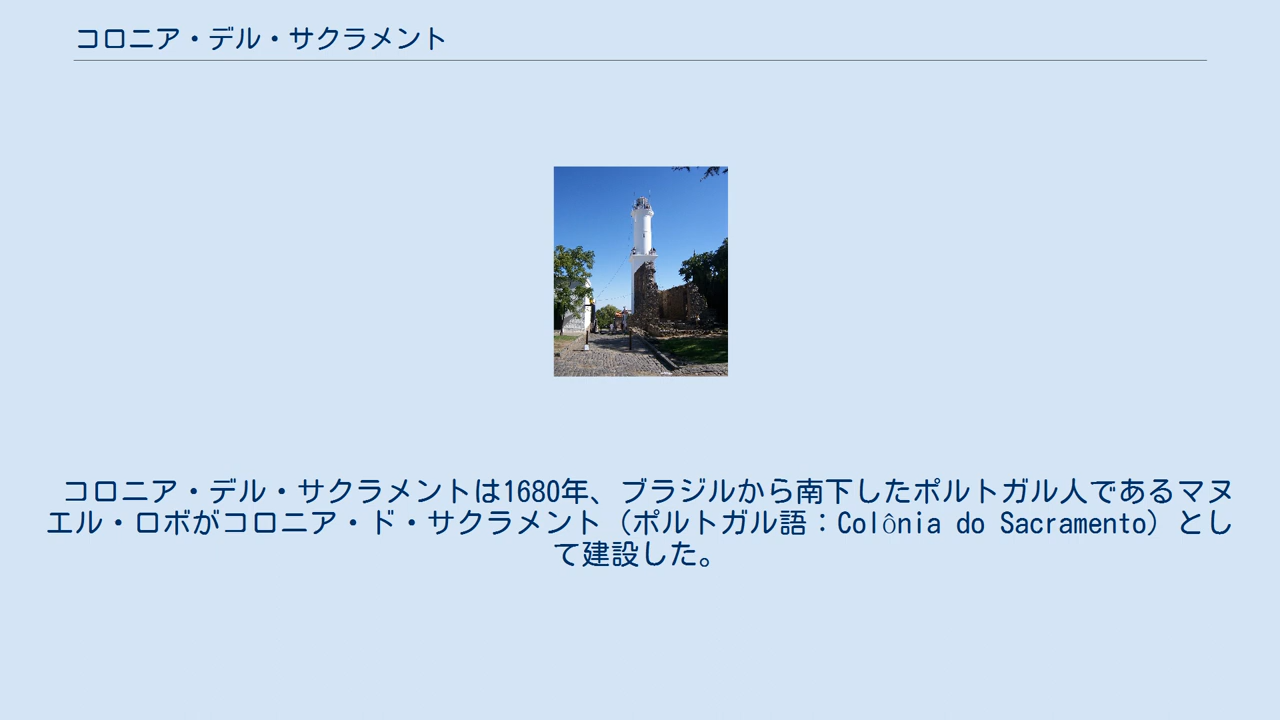 コロニア・デル・サクラメント
コロニア・デル・サクラメントは1680年、ブラジルから南下したポルトガル人であるマヌ
エル・ロボがコロニア・ド・サクラメント（ポルトガル語：Colônia do Sacramento）とし
て建設した。